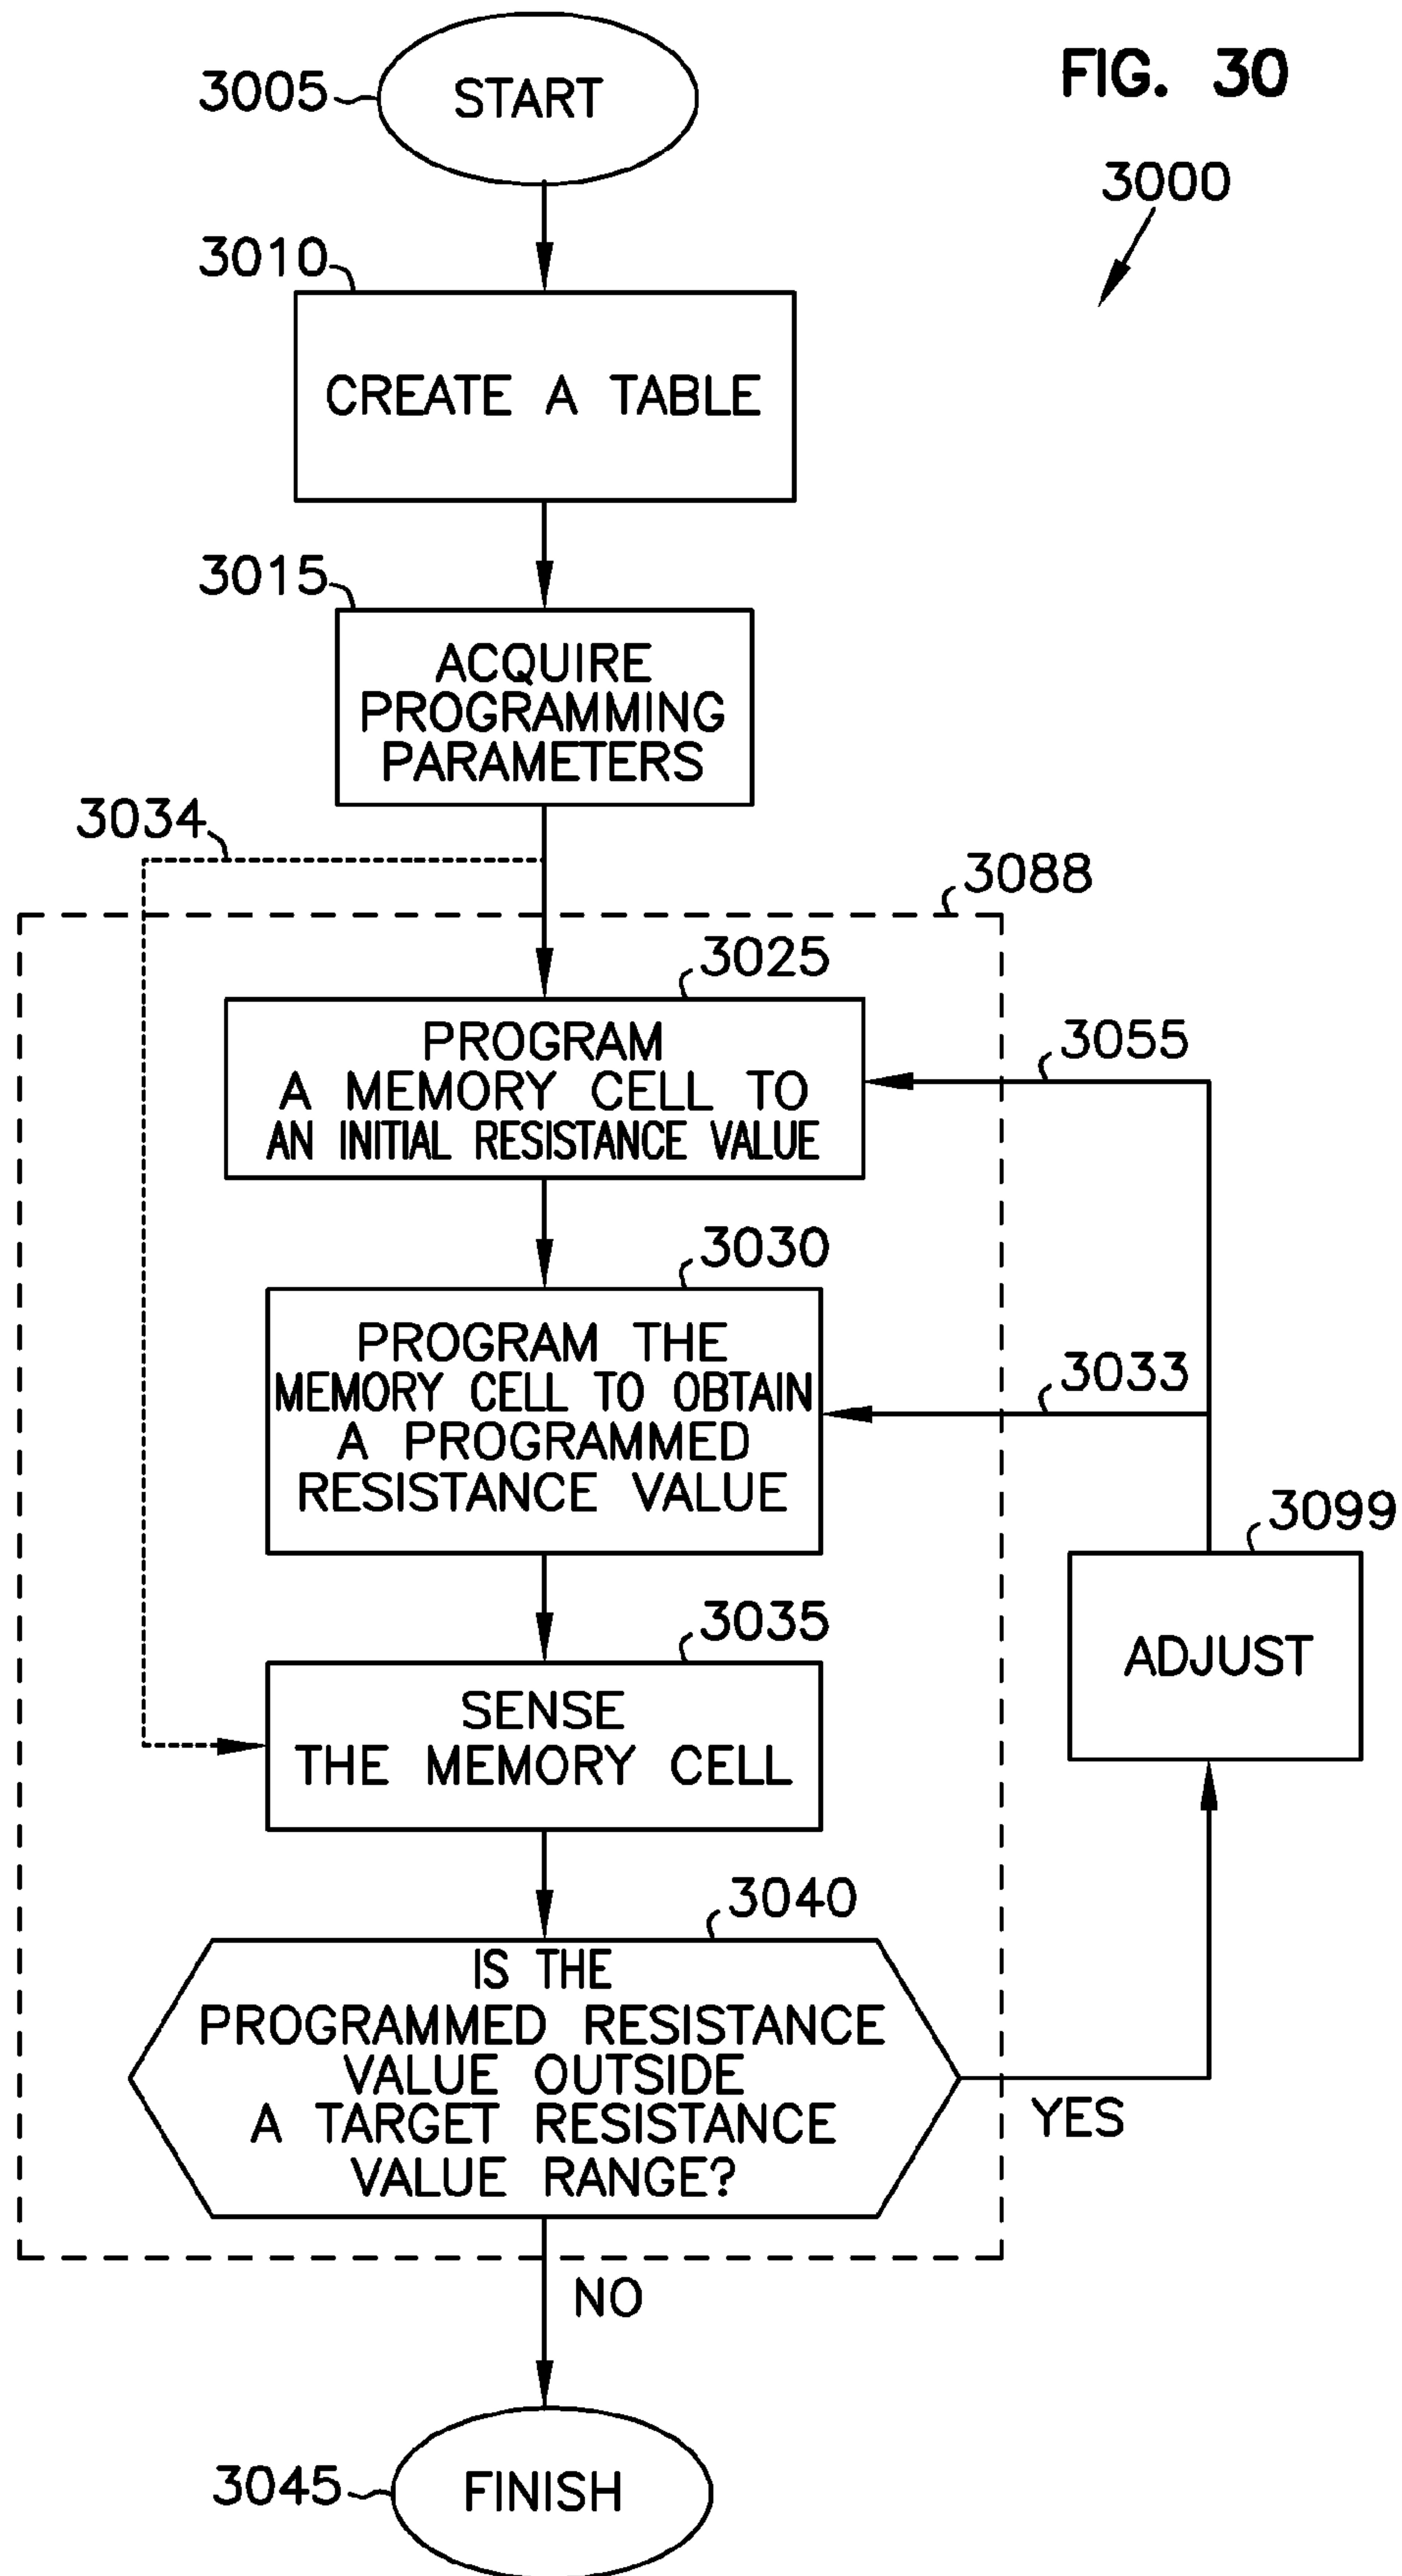 FIG. 30
3000
3005
START
3010
CREATE A TABLE
3015
ACQUIRE
PROGRAMMING
PARAMETERS
3034
3088
3025
PROGRAM
A MEMORY CELL TO
AN INITIAL RESISTANCE VALUE
3055
3030
PROGRAM THE
MEMORY CELL TO OBTAIN
A PROGRAMMED
RESISTANCE VALUE
3033
3099
ADJUST
3035
SENSE
THE MEMORY CELL
3040
IS THE
PROGRAMMED RESISTANCE
VALUE OUTSIDE
A TARGET RESISTANCE
VALUE RANGE?
YES
NO
3045
FINISH